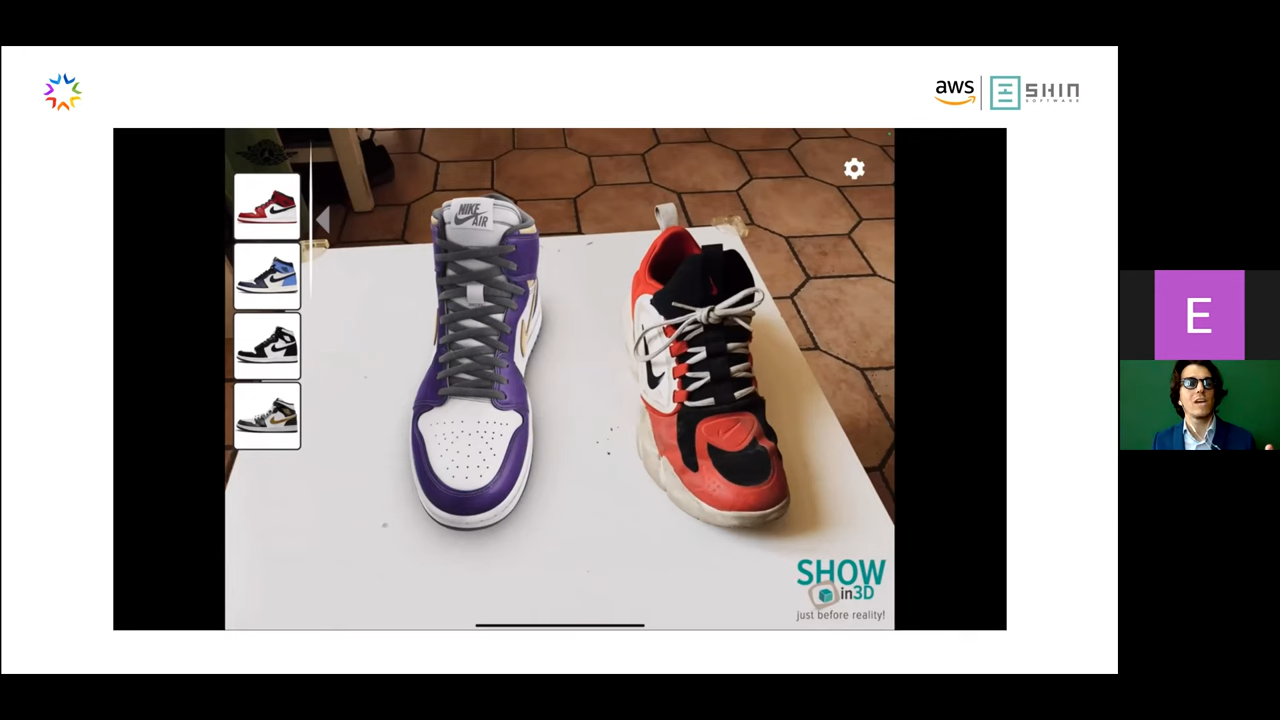 aws
SHIN
SOFTWARE
NIKE
AIR
SHOW
in3D
just before reality!
E